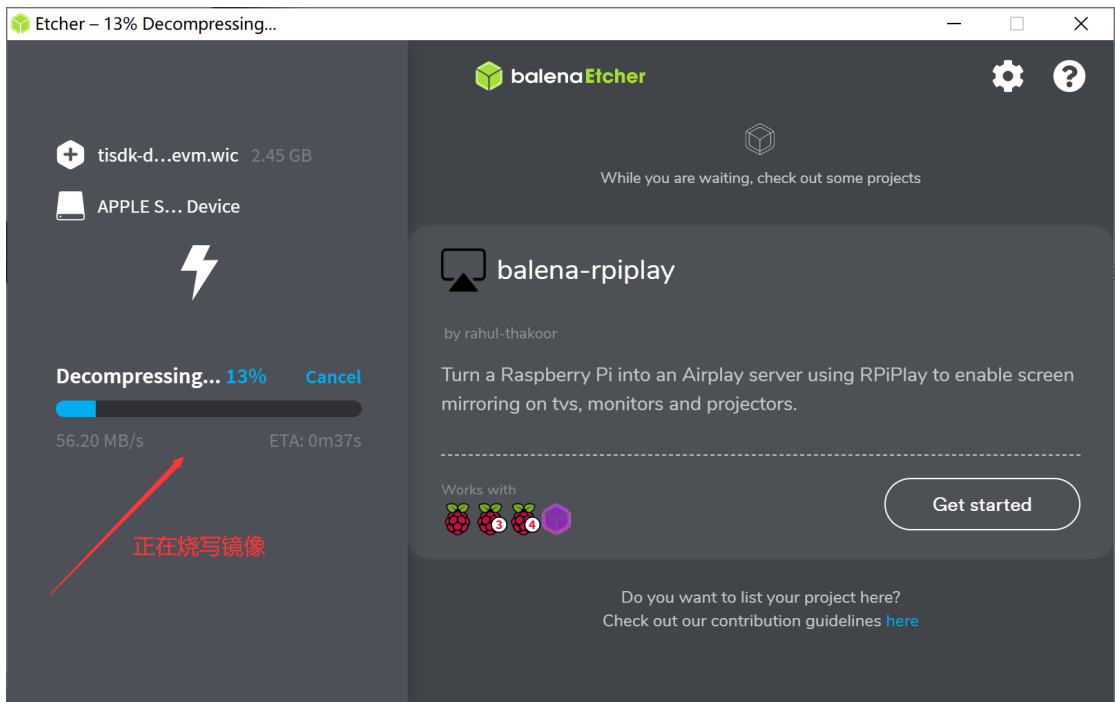 Etcher – 13% Decompressing...
balenaEtcher
While you are waiting, check out some projects
tisdk-d...evm.wic 2.45 GB
APPLE S... Device
Decompressing... 13% Cancel
56.20 MB/s ETA: 0m37s
正在烧写镜像
balena-rpiplay
by rahul-thakoor
Turn a Raspberry Pi into an Airplay server using RPiPlay to enable screen
mirroring on tvs, monitors and projectors.
Works with
3 4
Get started
Do you want to list your project here?
Check out our contribution guidelines here